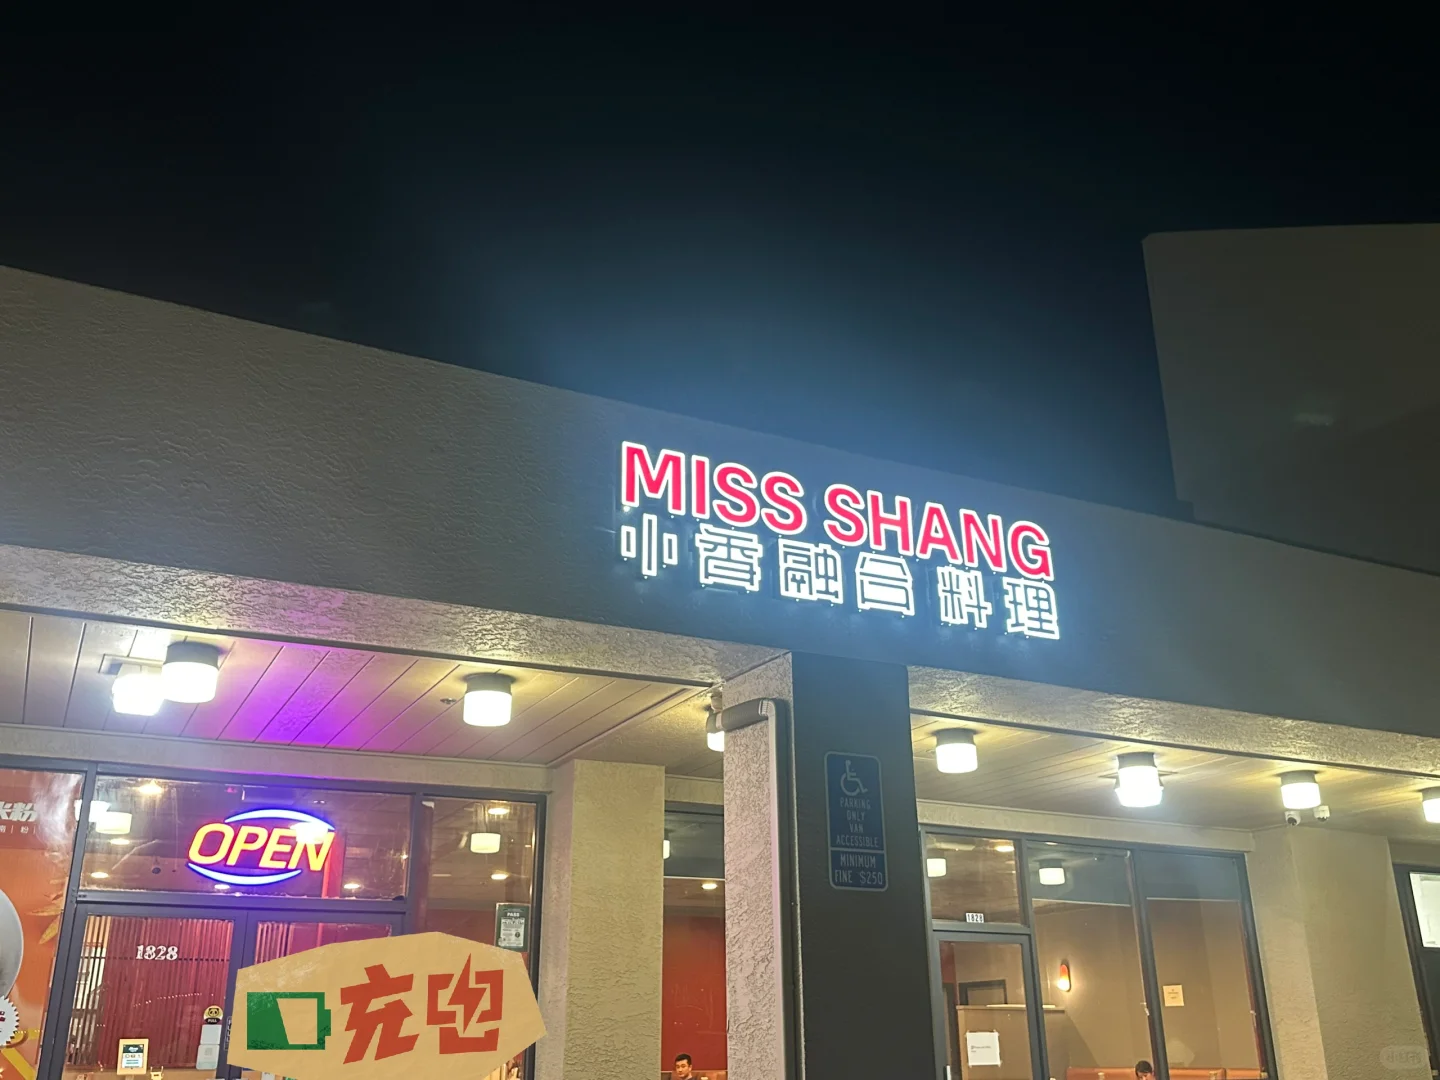 MISS SHANG
小香融合料理
OPEN
1828
PARKING
ONLY
VAN
ACCESSIBLE
MINIMUM
FINE $250
1828
PASS
充电